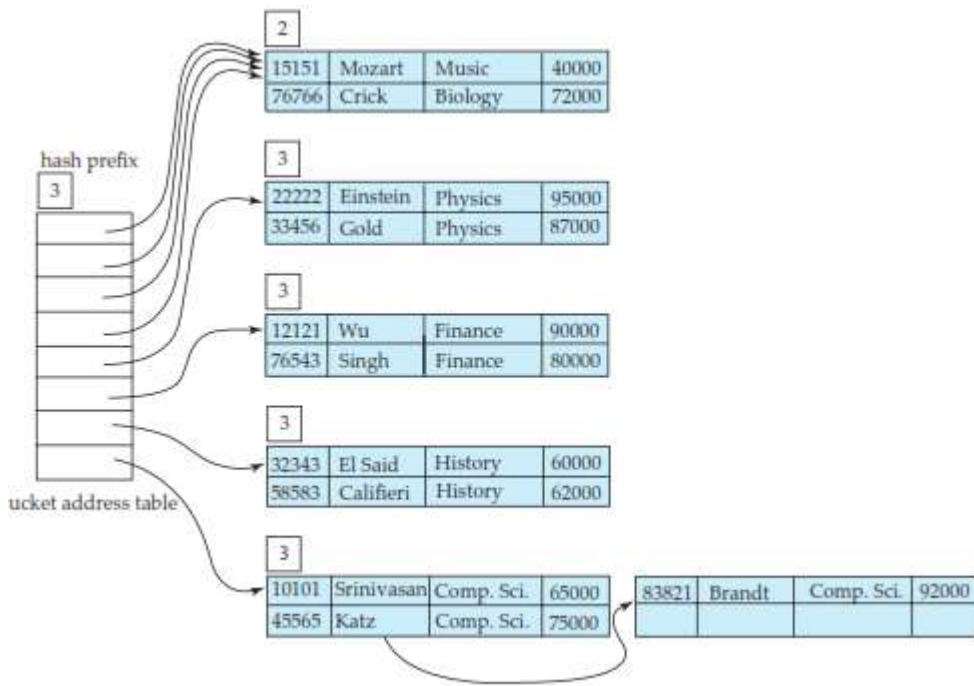 2
15151 Mozart Music 40000
76766 Crick Biology 72000
hash prefix
3
3
22222 Einstein Physics 95000
33456 Gold Physics 87000
3
12121 Wu Finance 90000
76543 Singh Finance 80000
3
32343 El Said History 60000
58583 Califieri History 62000
ucket address table
3
10101 Srinivasan Comp. Sci. 65000
45565 Katz Comp. Sci. 75000
83821 Brandt Comp. Sci. 92000